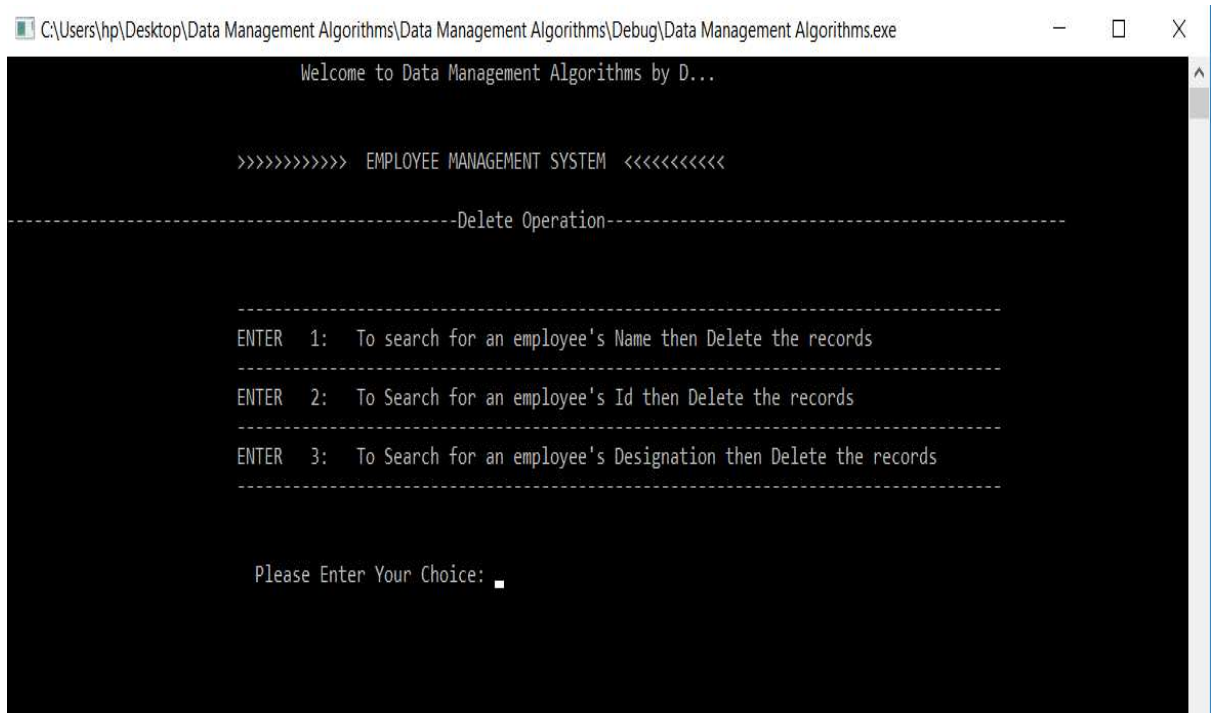 C:\Users\hp\Desktop\Data Management Algorithms\Data Management Algorithms\Debug\Data Management Algorithms.exe
Welcome to Data Management Algorithms by D...
>>>>>>>>>>>> EMPLOYEE MANAGEMENT SYSTEM <<<<<<<<<<<
-------------------------------------------------Delete Operation--------------------------------------------------
-----------------------------------------------------------------------------------
ENTER 1: To search for an employee's Name then Delete the records
-----------------------------------------------------------------------------------
ENTER 2: To Search for an employee's Id then Delete the records
-----------------------------------------------------------------------------------
ENTER 3: To Search for an employee's Designation then Delete the records
-----------------------------------------------------------------------------------
Please Enter Your Choice: